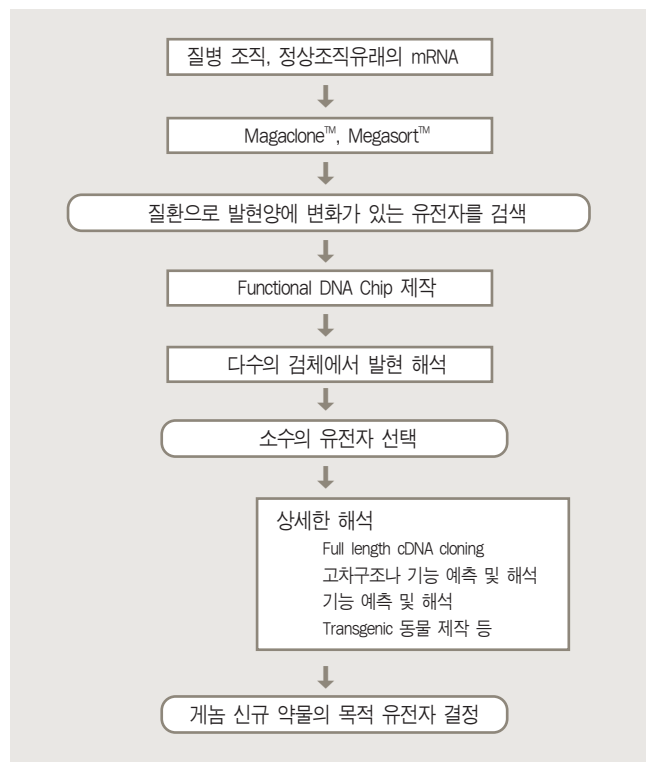 질병 조직, 정상조직유래의 mRNA
Magaclone™, Megasort™
질환으로 발현양에 변화가 있는 유전자를 검색
Functional DNA Chip 제작
다수의 검체에서 발현 해석
소수의 유전자 선택
상세한 해석
Full length cDNA cloning
고차구조나 기능 예측 및 해석
기능 예측 및 해석
Transgenic 동물 제작 등
게놈 신규 약물의 목적 유전자 결정